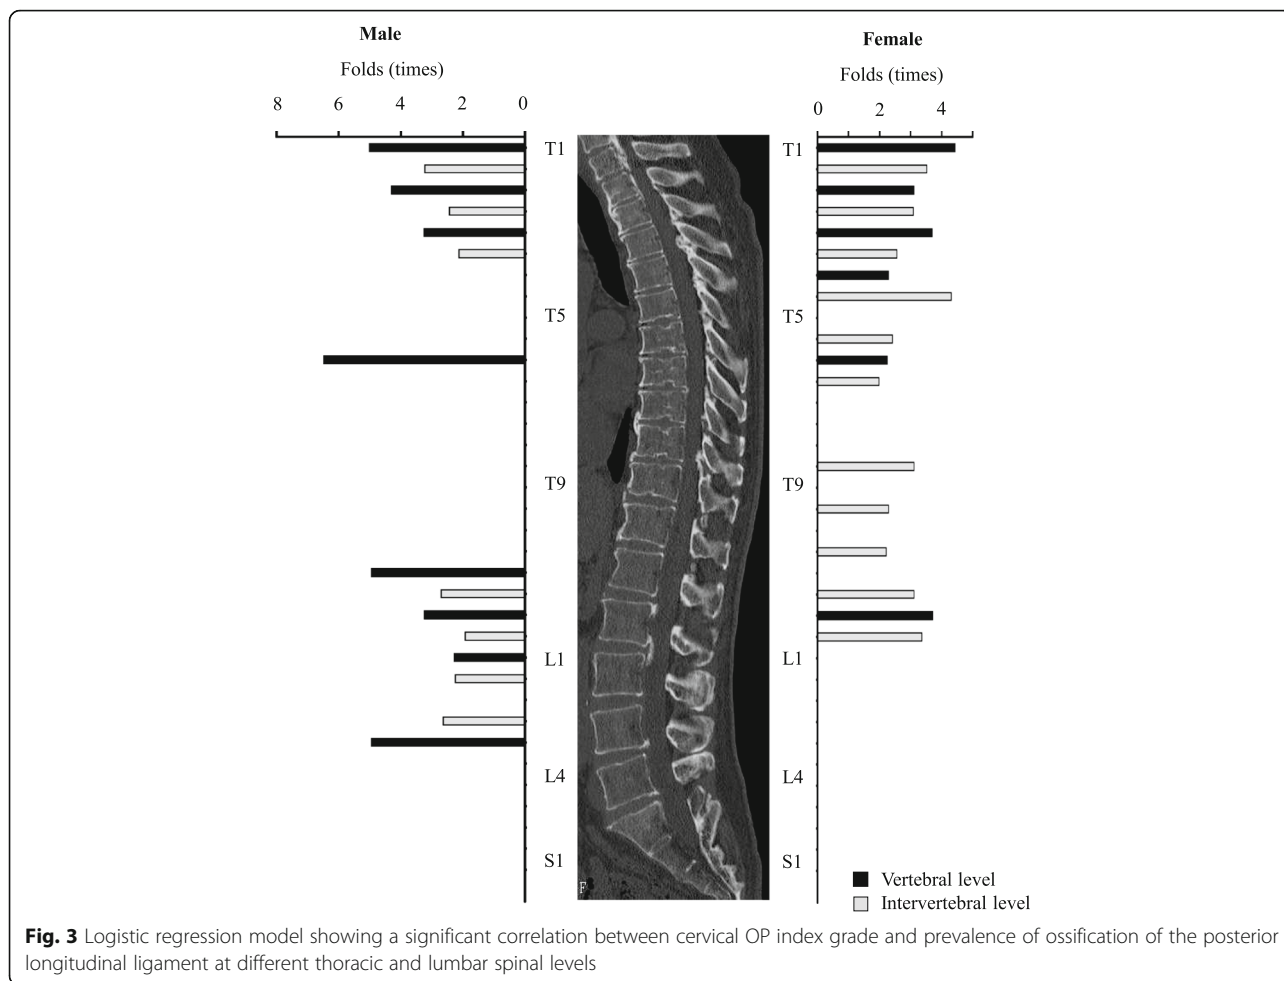 Male
Folds (times)
8 6 4 2 0
Female
Folds (times)
0 2 4
T1
T5
T9
L1
L4
S1
T1
T5
T9
L1
L4
S1
F
Vertebral level
Intervertebral level
Fig. 3 Logistic regression model showing a significant correlation between cervical OP index grade and prevalence of ossification of the posterior
longitudinal ligament at different thoracic and lumbar spinal levels